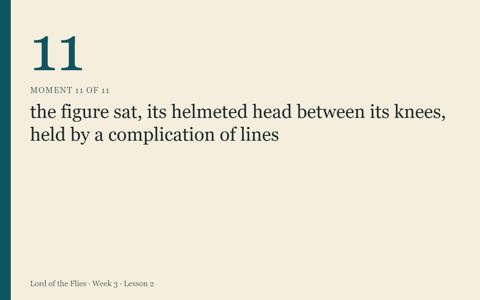 11
MOMENT 11 OF 11
the figure sat, its helmeted head between its knees,
held by a complication of lines
Lord of the Flies · Week 3 · Lesson 2